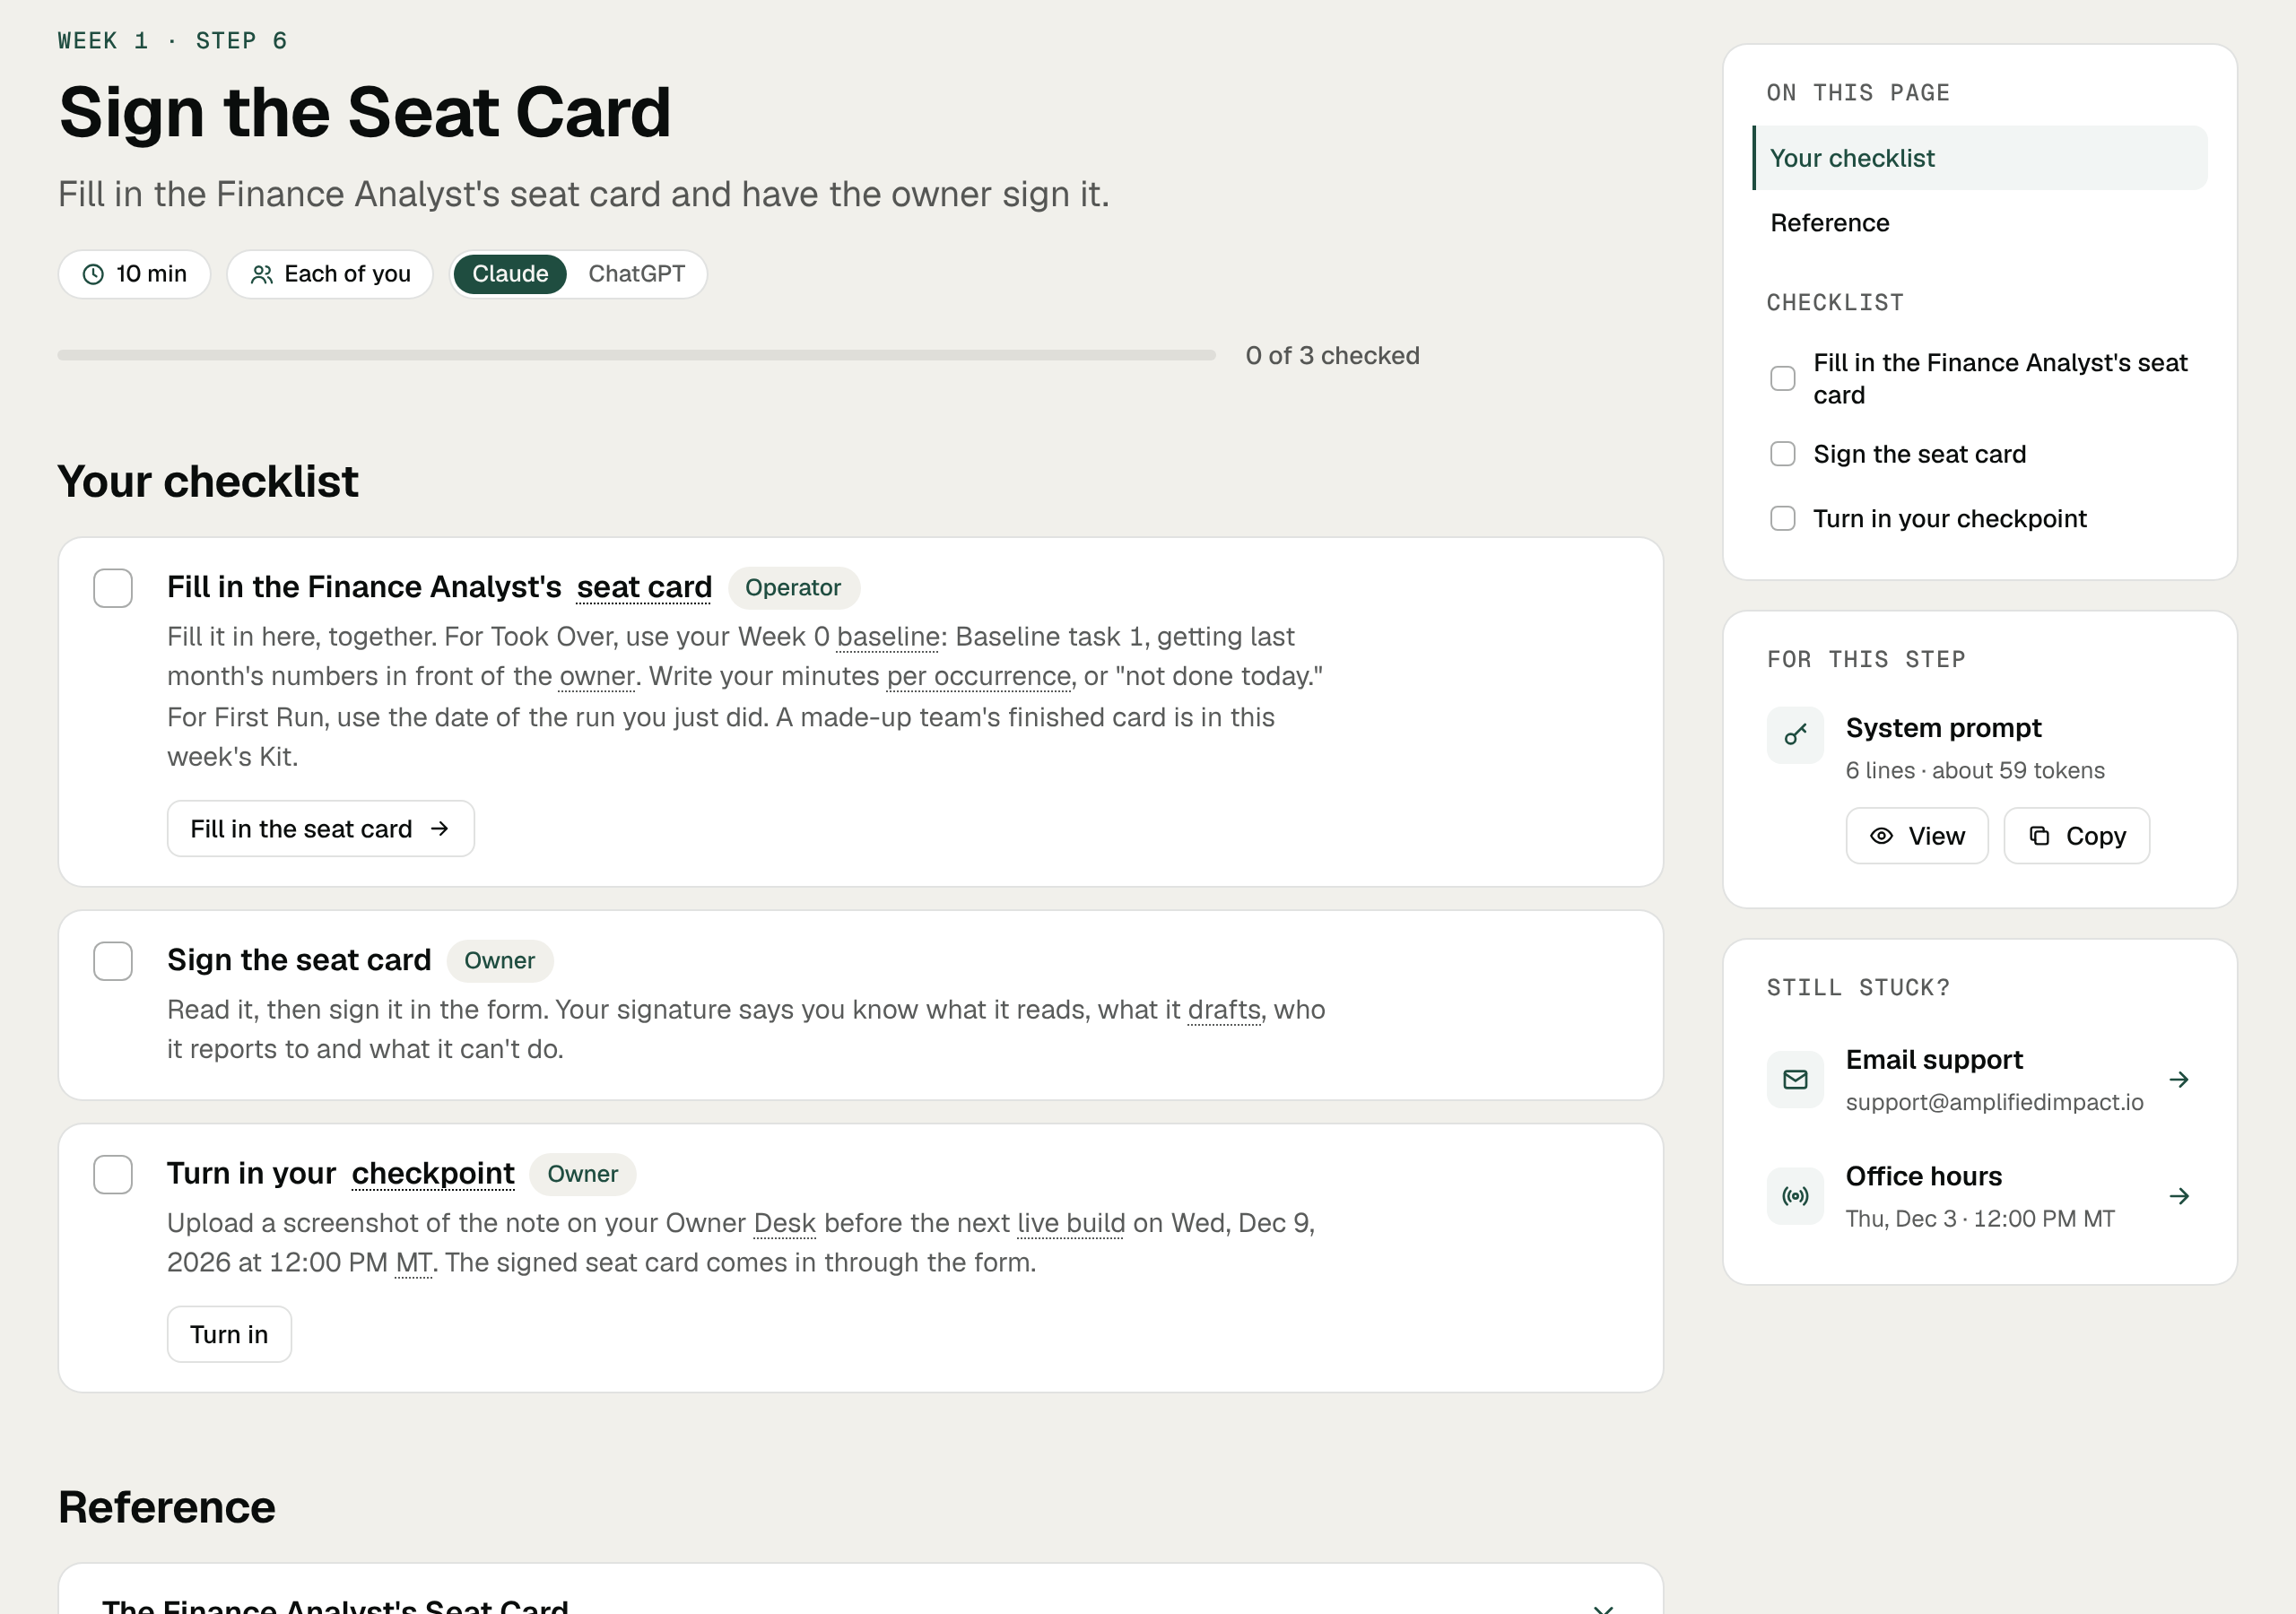 WEEK 1 · STEP 6
Sign the Seat Card
Fill in the Finance Analyst's seat card and have the owner sign it.
10 min
Each of you
Claude
ChatGPT
0 of 3 checked
Your checklist
Fill in the Finance Analyst's seat card
Operator
Fill it in here, together. For Took Over, use your Week 0 baseline: Baseline task 1, getting last
month's numbers in front of the owner. Write your minutes per occurrence, or "not done today."
For First Run, use the date of the run you just did. A made-up team's finished card is in this
week's Kit.
Fill in the seat card →
Sign the seat card
Owner
Read it, then sign it in the form. Your signature says you know what it reads, what it drafts, who
it reports to and what it can't do.
Turn in your checkpoint
Owner
Upload a screenshot of the note on your Owner Desk before the next live build on Wed, Dec 9,
2026 at 12:00 PM MT. The signed seat card comes in through the form.
Turn in
Reference
The Finance Analyst's Seat Card
ON THIS PAGE
Your checklist
Reference
CHECKLIST
Fill in the Finance Analyst's seat
card
Sign the seat card
Turn in your checkpoint
FOR THIS STEP
System prompt
6 lines · about 59 tokens
View
Copy
STILL STUCK?
Email support
support@amplifiedimpact.io
Office hours
Thu, Dec 3 · 12:00 PM MT